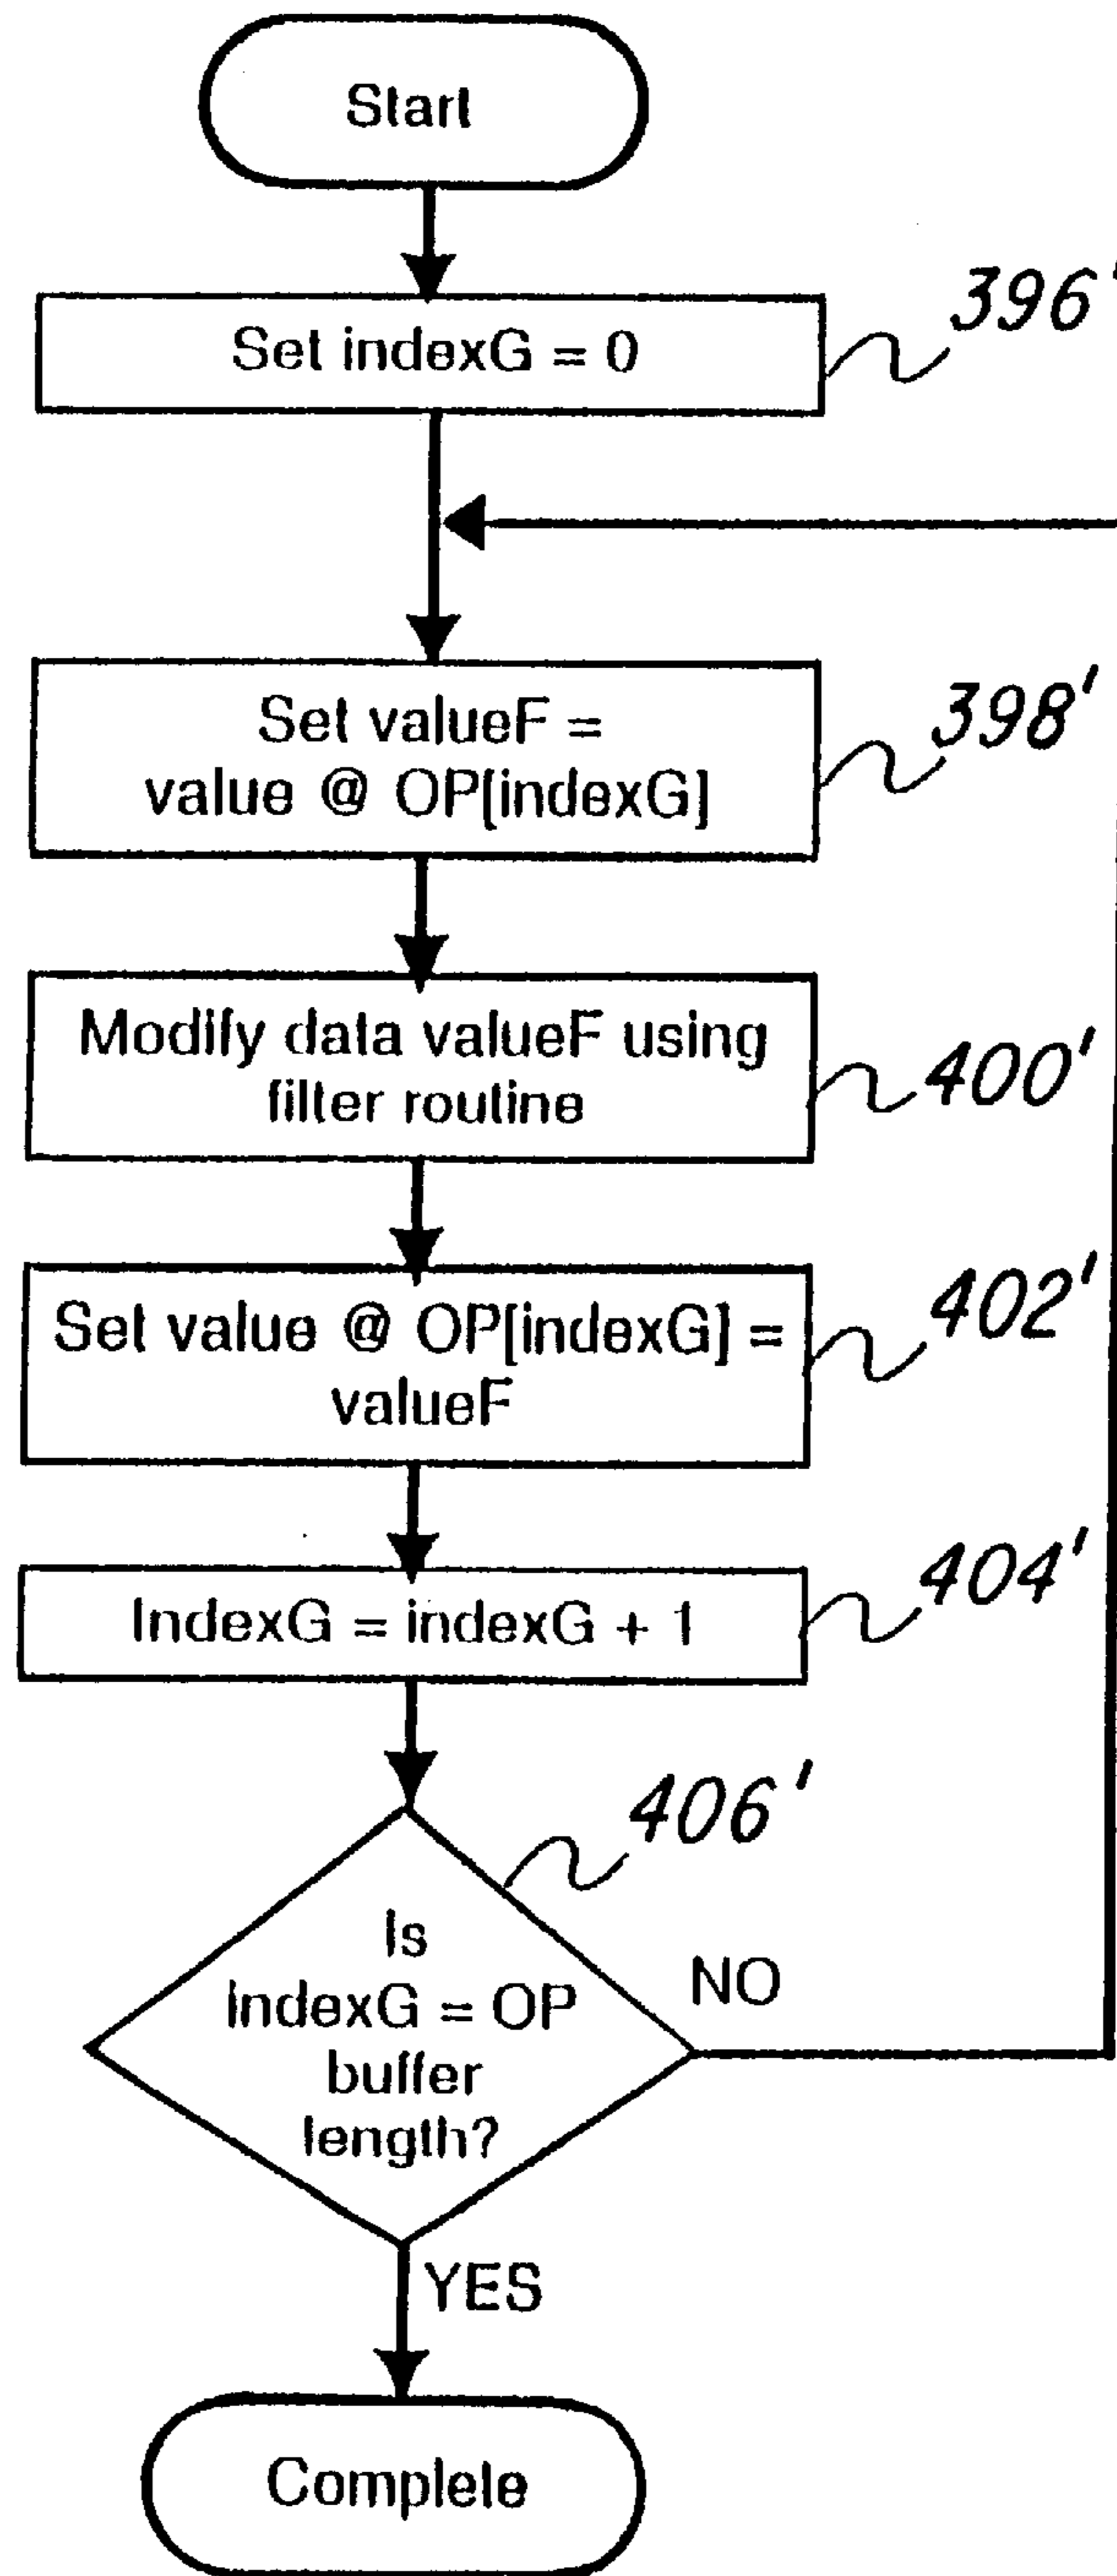 Start
Set indexG = 0
396'
Set valueF =
value @ OP[indexG]
398'
Modify data valueF using
filter routine
400'
Set value @ OP[indexG] =
valueF
402'
IndexG = indexG + 1
404'
406'
Is
indexG = OP
buffer
length?
NO
YES
Complete